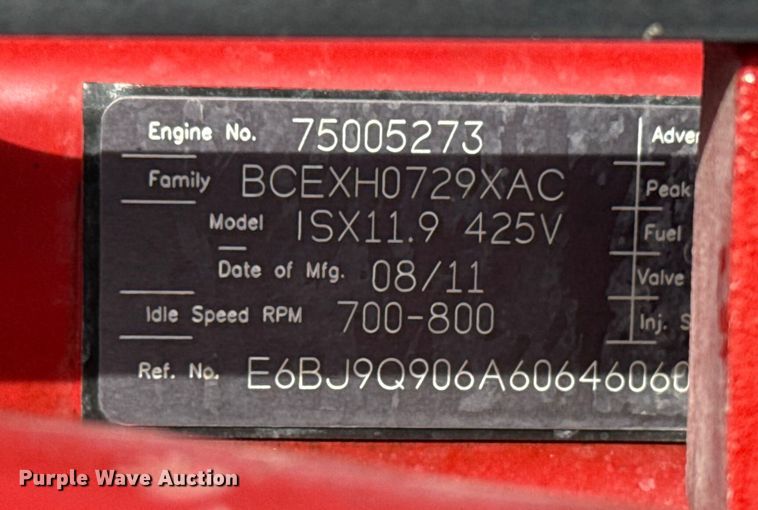 Engine No. 75005273
Family BCEXH0729XAC Peak
Model ISX11.9 425V Fuel
Date of Mfg. 08/11 Valve
Idle Speed RPM 700-800 Inj.
Ref. No. E6BJ9Q906A60646060
Purple Wave Auction